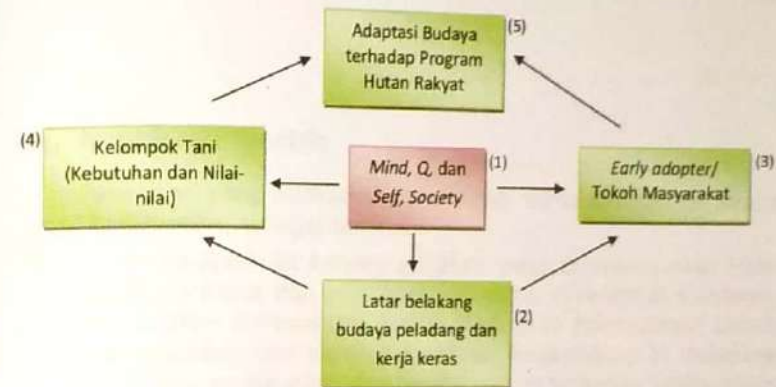 Adaptasi Budaya
terhadap Program
Hutan Rakyat
(5)
(4)
Kelompok Tani
(Kebutuhan dan Nilai-
nilai)
Mind, Q, dan
Self, Society
(1)
Early adopter/
Tokoh Masyarakat
(3)
Latar belakang
budaya peladang dan
kerja keras
(2)